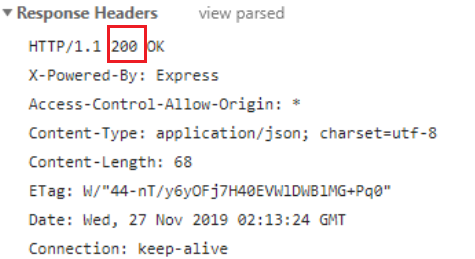 Response Headers view parsed
HTTP/1.1 200 OK
X-Powered-By: Express
Access-Control-Allow-Origin: *
Content-Type: application/json; charset=utf-8
Content-Length: 68
ETag: W/"44-nT/y6yOFj7H40EVWlDWBlMG+Pq0"
Date: Wed, 27 Nov 2019 02:13:24 GMT
Connection: keep-alive